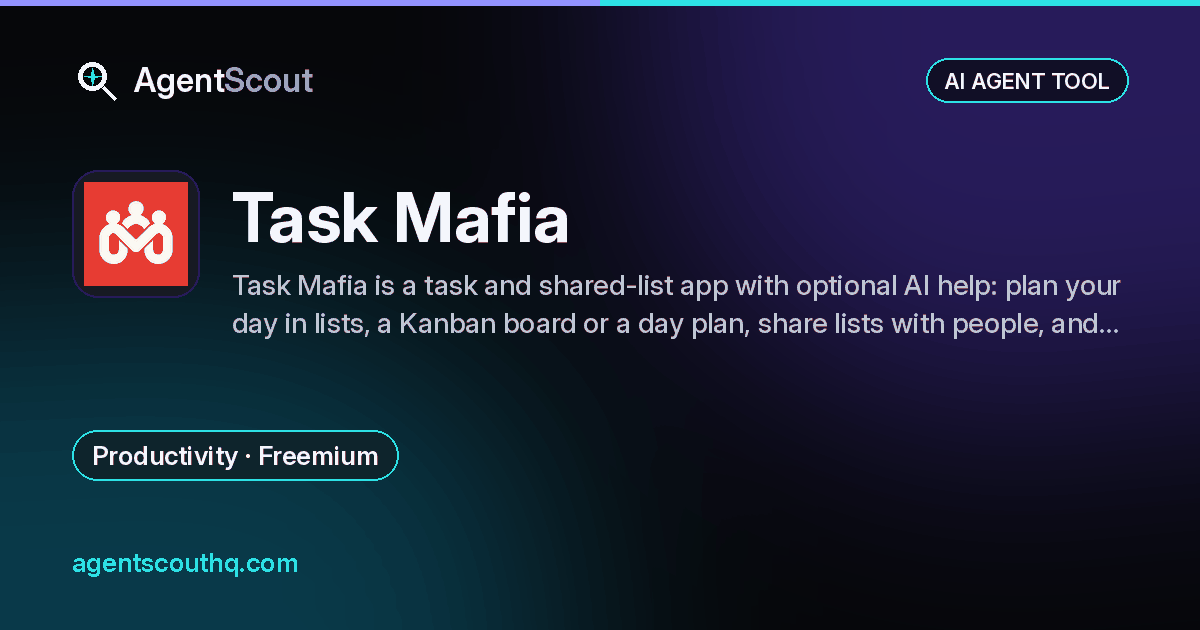 AgentScout
AI AGENT TOOL
Task Mafia
Task Mafia is a task and shared-list app with optional AI help: plan your
day in lists, a Kanban board or a day plan, share lists with people, and...
Productivity · Freemium
agentscouthq.com